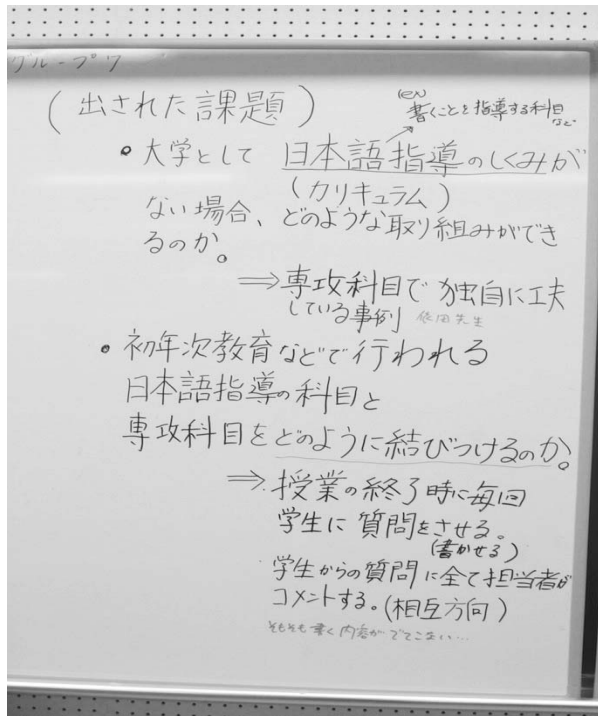 グループワ
(出された課題)
(ex)
書くことを指導する科目
など
• 大学として 日本語指導のしくみが
(カリキュラム)
ない場合、どのような取り組みができ
るのか。
⇒専攻科目で独自に工夫
している事例 依田先生
• 初年次教育などで行われる
日本語指導の科目と
専攻科目をどのように結びつけるのか。
⇒ 授業の終了時に毎回
学生に質問をさせる。
(書かせる)
学生からの質問に全て担当者が
コメントする。(相互方向)
そもそも書く内容がでてこない…